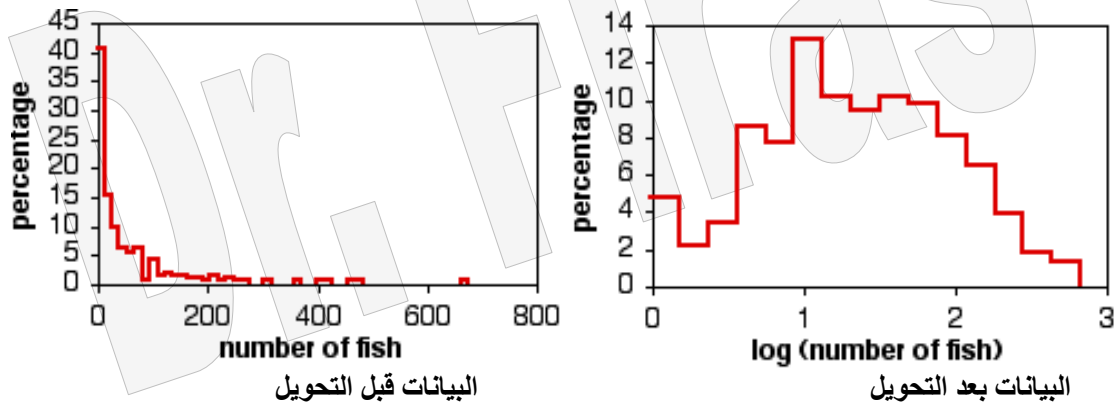 45
40
35
30
25
20
15
10
5
0
percentage
0 200 400 600 800
number of fish
البيانات قبل التحويل
14
12
10
8
6
4
2
0
percentage
0 1 2 3
log (number of fish)
البيانات بعد التحويل
Dr. Firas